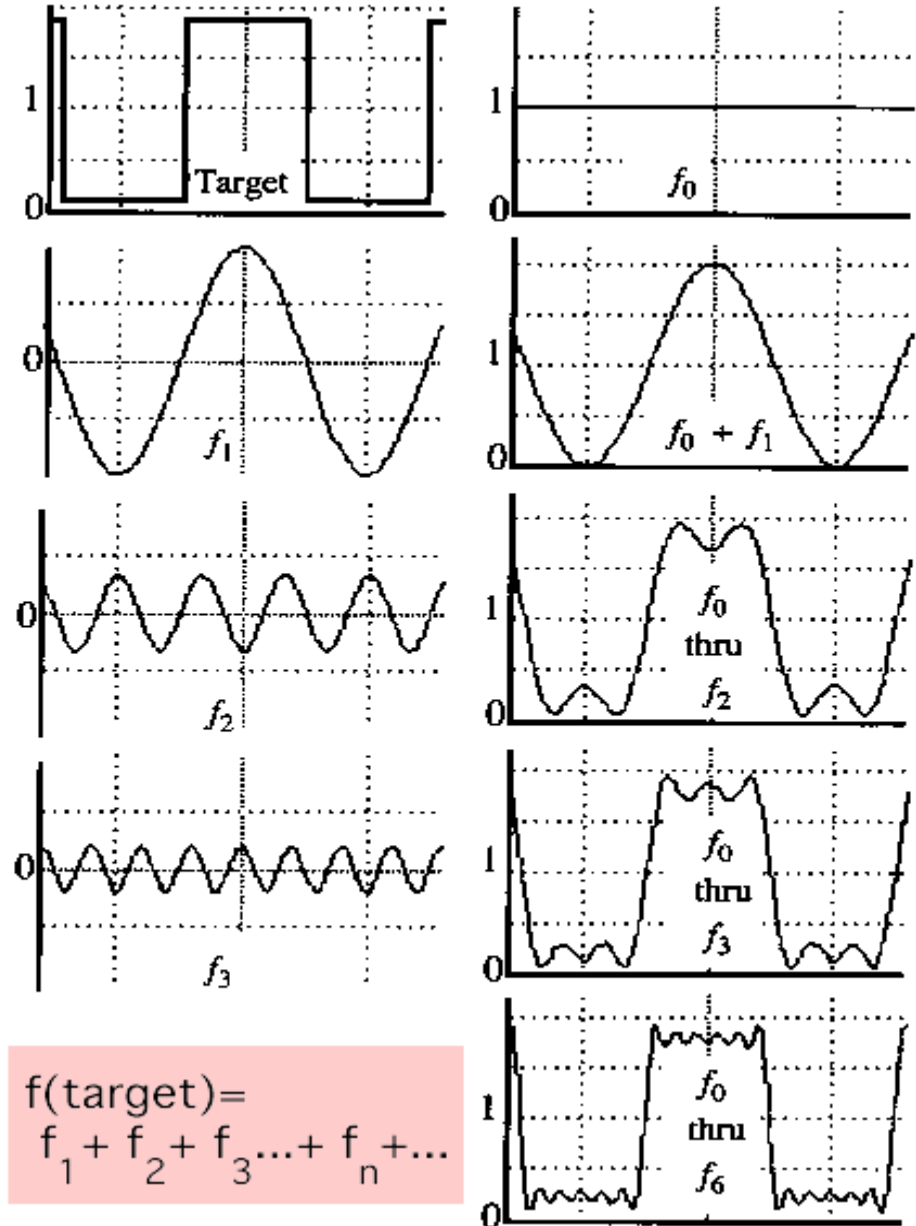 1
0
Target
1
0
f0
0
f1
1
0
f0 + f1
0
f2
1
0
f0
thru
f2
0
f3
1
0
f0
thru
f3
f(target)=
f1 + f2 + f3...+ fn+...
1
0
f0
thru
f6